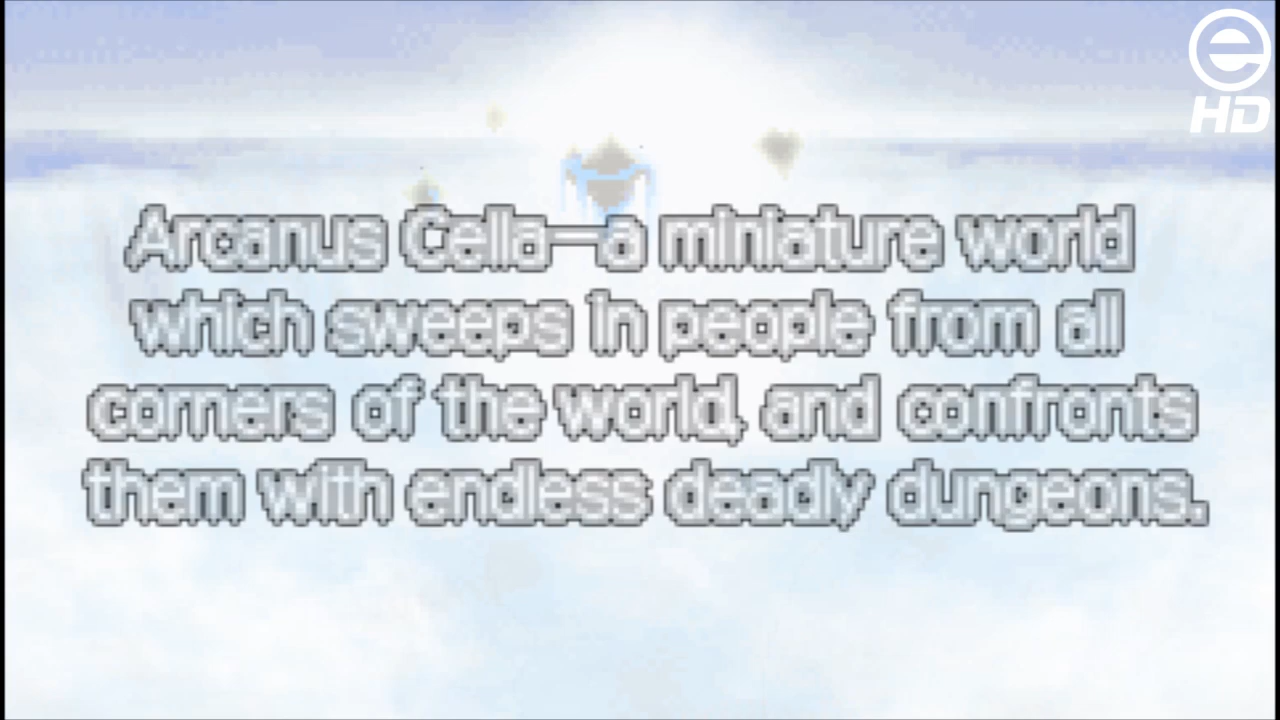 e
HD
Arcanus Cella—a miniature world
which sweeps in people from all
corners of the world, and confronts
them with endless deadly dungeons.